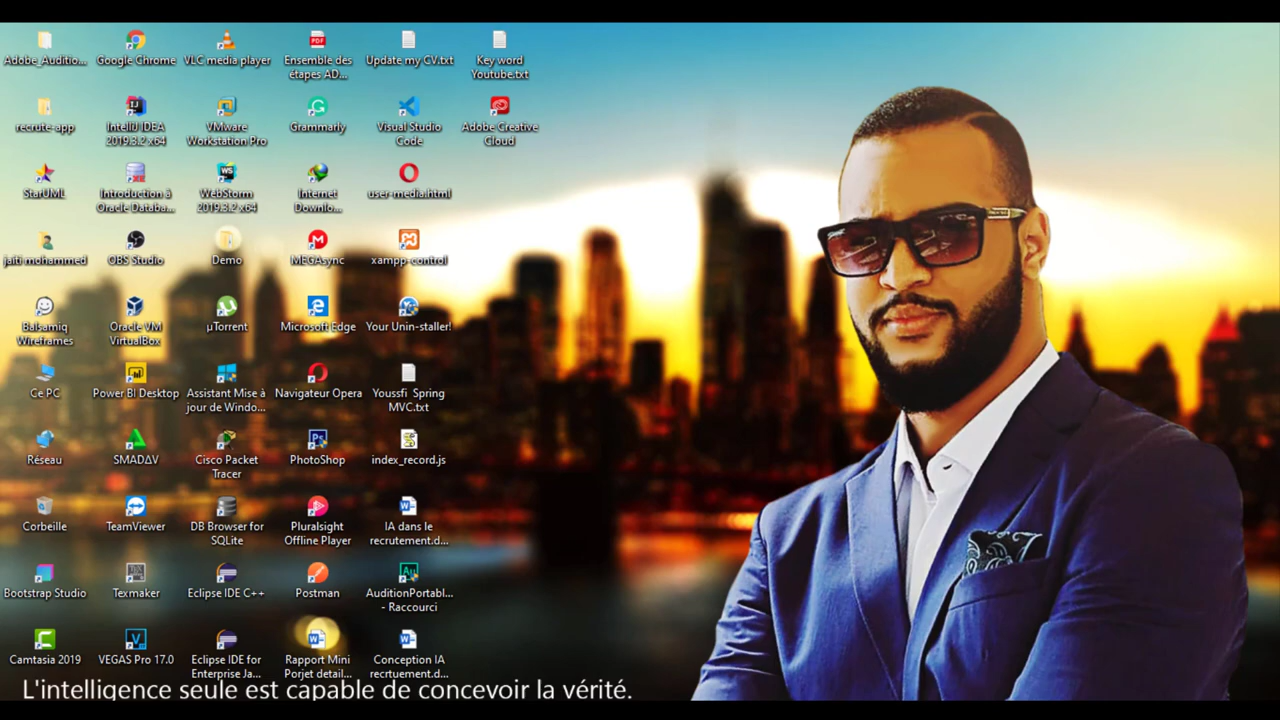 Adobe_Auditio...
Google Chrome
VLC media player
Ensemble des
étapes AD...
Update my CV.txt
Key word
Youtube.txt
recrute-app
IntelliJ IDEA
2019.3.2 x64
VMware
Workstation Pro
Grammarly
Visual Studio
Code
Adobe Creative
Cloud
StarUML
Introduction à
Oracle Databa...
WebStorm
2019.3.2 x64
Internet
Downlo...
user-media.html
jaiti mohammed
OBS Studio
Demo
MEGAsync
xampp-control
Balsamiq
Wireframes
Oracle VM
VirtualBox
µTorrent
Microsoft Edge
Your Unin-staller!
Ce PC
Power BI Desktop
Assistant Mise à
jour de Windo...
Navigateur Opera
Youssfi Spring
MVC.txt
Réseau
SMADΔV
Cisco Packet
Tracer
PhotoShop
index_record.js
Corbeille
TeamViewer
DB Browser for
SQLite
Pluralsight
Offline Player
IA dans le
recrutement.d...
Bootstrap Studio
Texmaker
Eclipse IDE C++
Postman
AuditionPortabl...
- Raccourci
Camtasia 2019
VEGAS Pro 17.0
Eclipse IDE for
Enterprise Ja...
Rapport Mini
Porjet detail...
Conception IA
recrtuement.d...
L'intelligence seule est capable de concevoir la vérité.